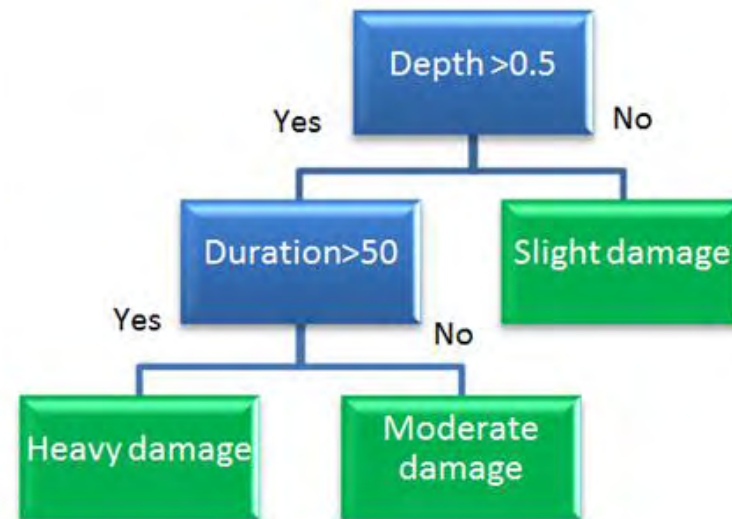 Depth >0.5
Yes
No
Duration>50
Slight damage
Yes
No
Heavy damage
Moderate
damage